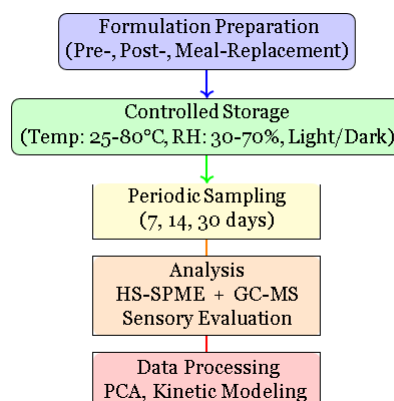 Formulation Preparation
(Pre-, Post-, Meal-Replacement)
Controlled Storage
(Temp: 25-80°C, RH: 30-70%, Light/Dark)
Periodic Sampling
(7, 14, 30 days)
Analysis
HS-SPME + GC-MS
Sensory Evaluation
Data Processing
PCA, Kinetic Modeling